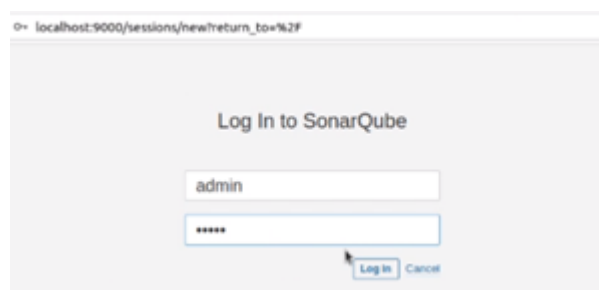 localhost:9000/sessions/new?return_to=%2F
Log In to SonarQube
admin
•••••
Log in Cancel